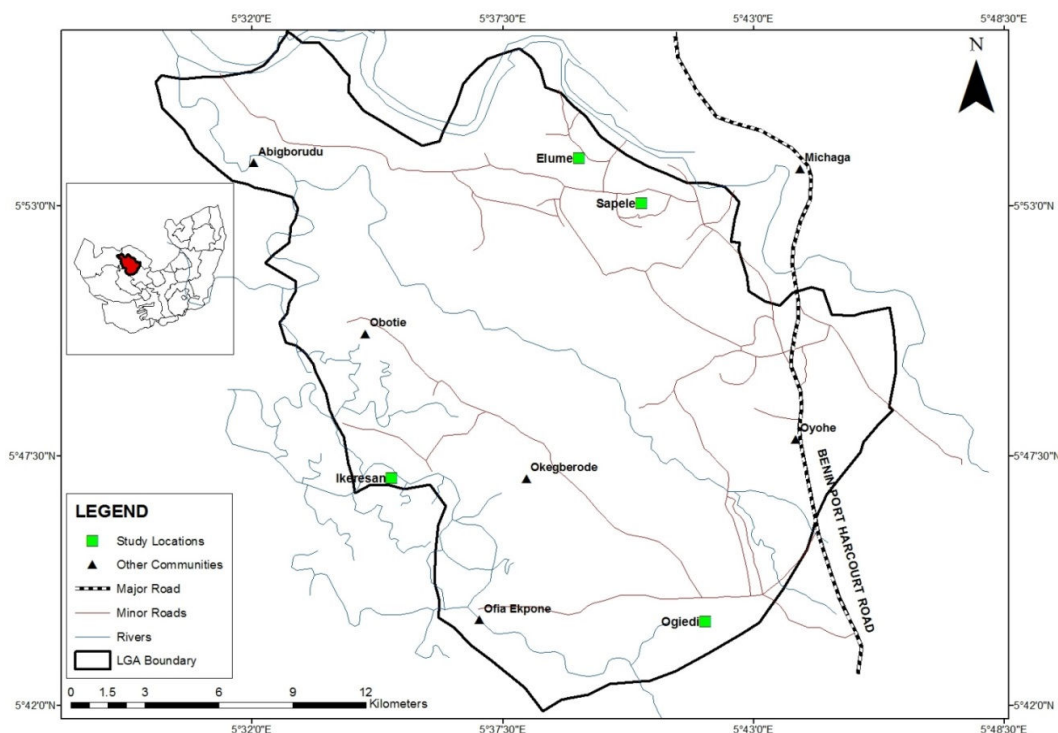 5°32'0"E
5°37'30"E
5°43'0"E
5°48'30"E
N
Abigborudu
Elume
Michaga
5°53'0"N
Sapele
5°53'0"N
Obotie
Oyohe
5°47'30"N
Ikeresan
Okegberode
5°47'30"N
BENIN PORT HARCOURT ROAD
LEGEND
Study Locations
Other Communities
Major Road
Minor Roads
Rivers
LGA Boundary
Ofia Ekpone
Ogiedi
0 1.5 3 6 9 12
Kilometers
5°42'0"N
5°42'0"N
5°32'0"E
5°37'30"E
5°43'0"E
5°48'30"E